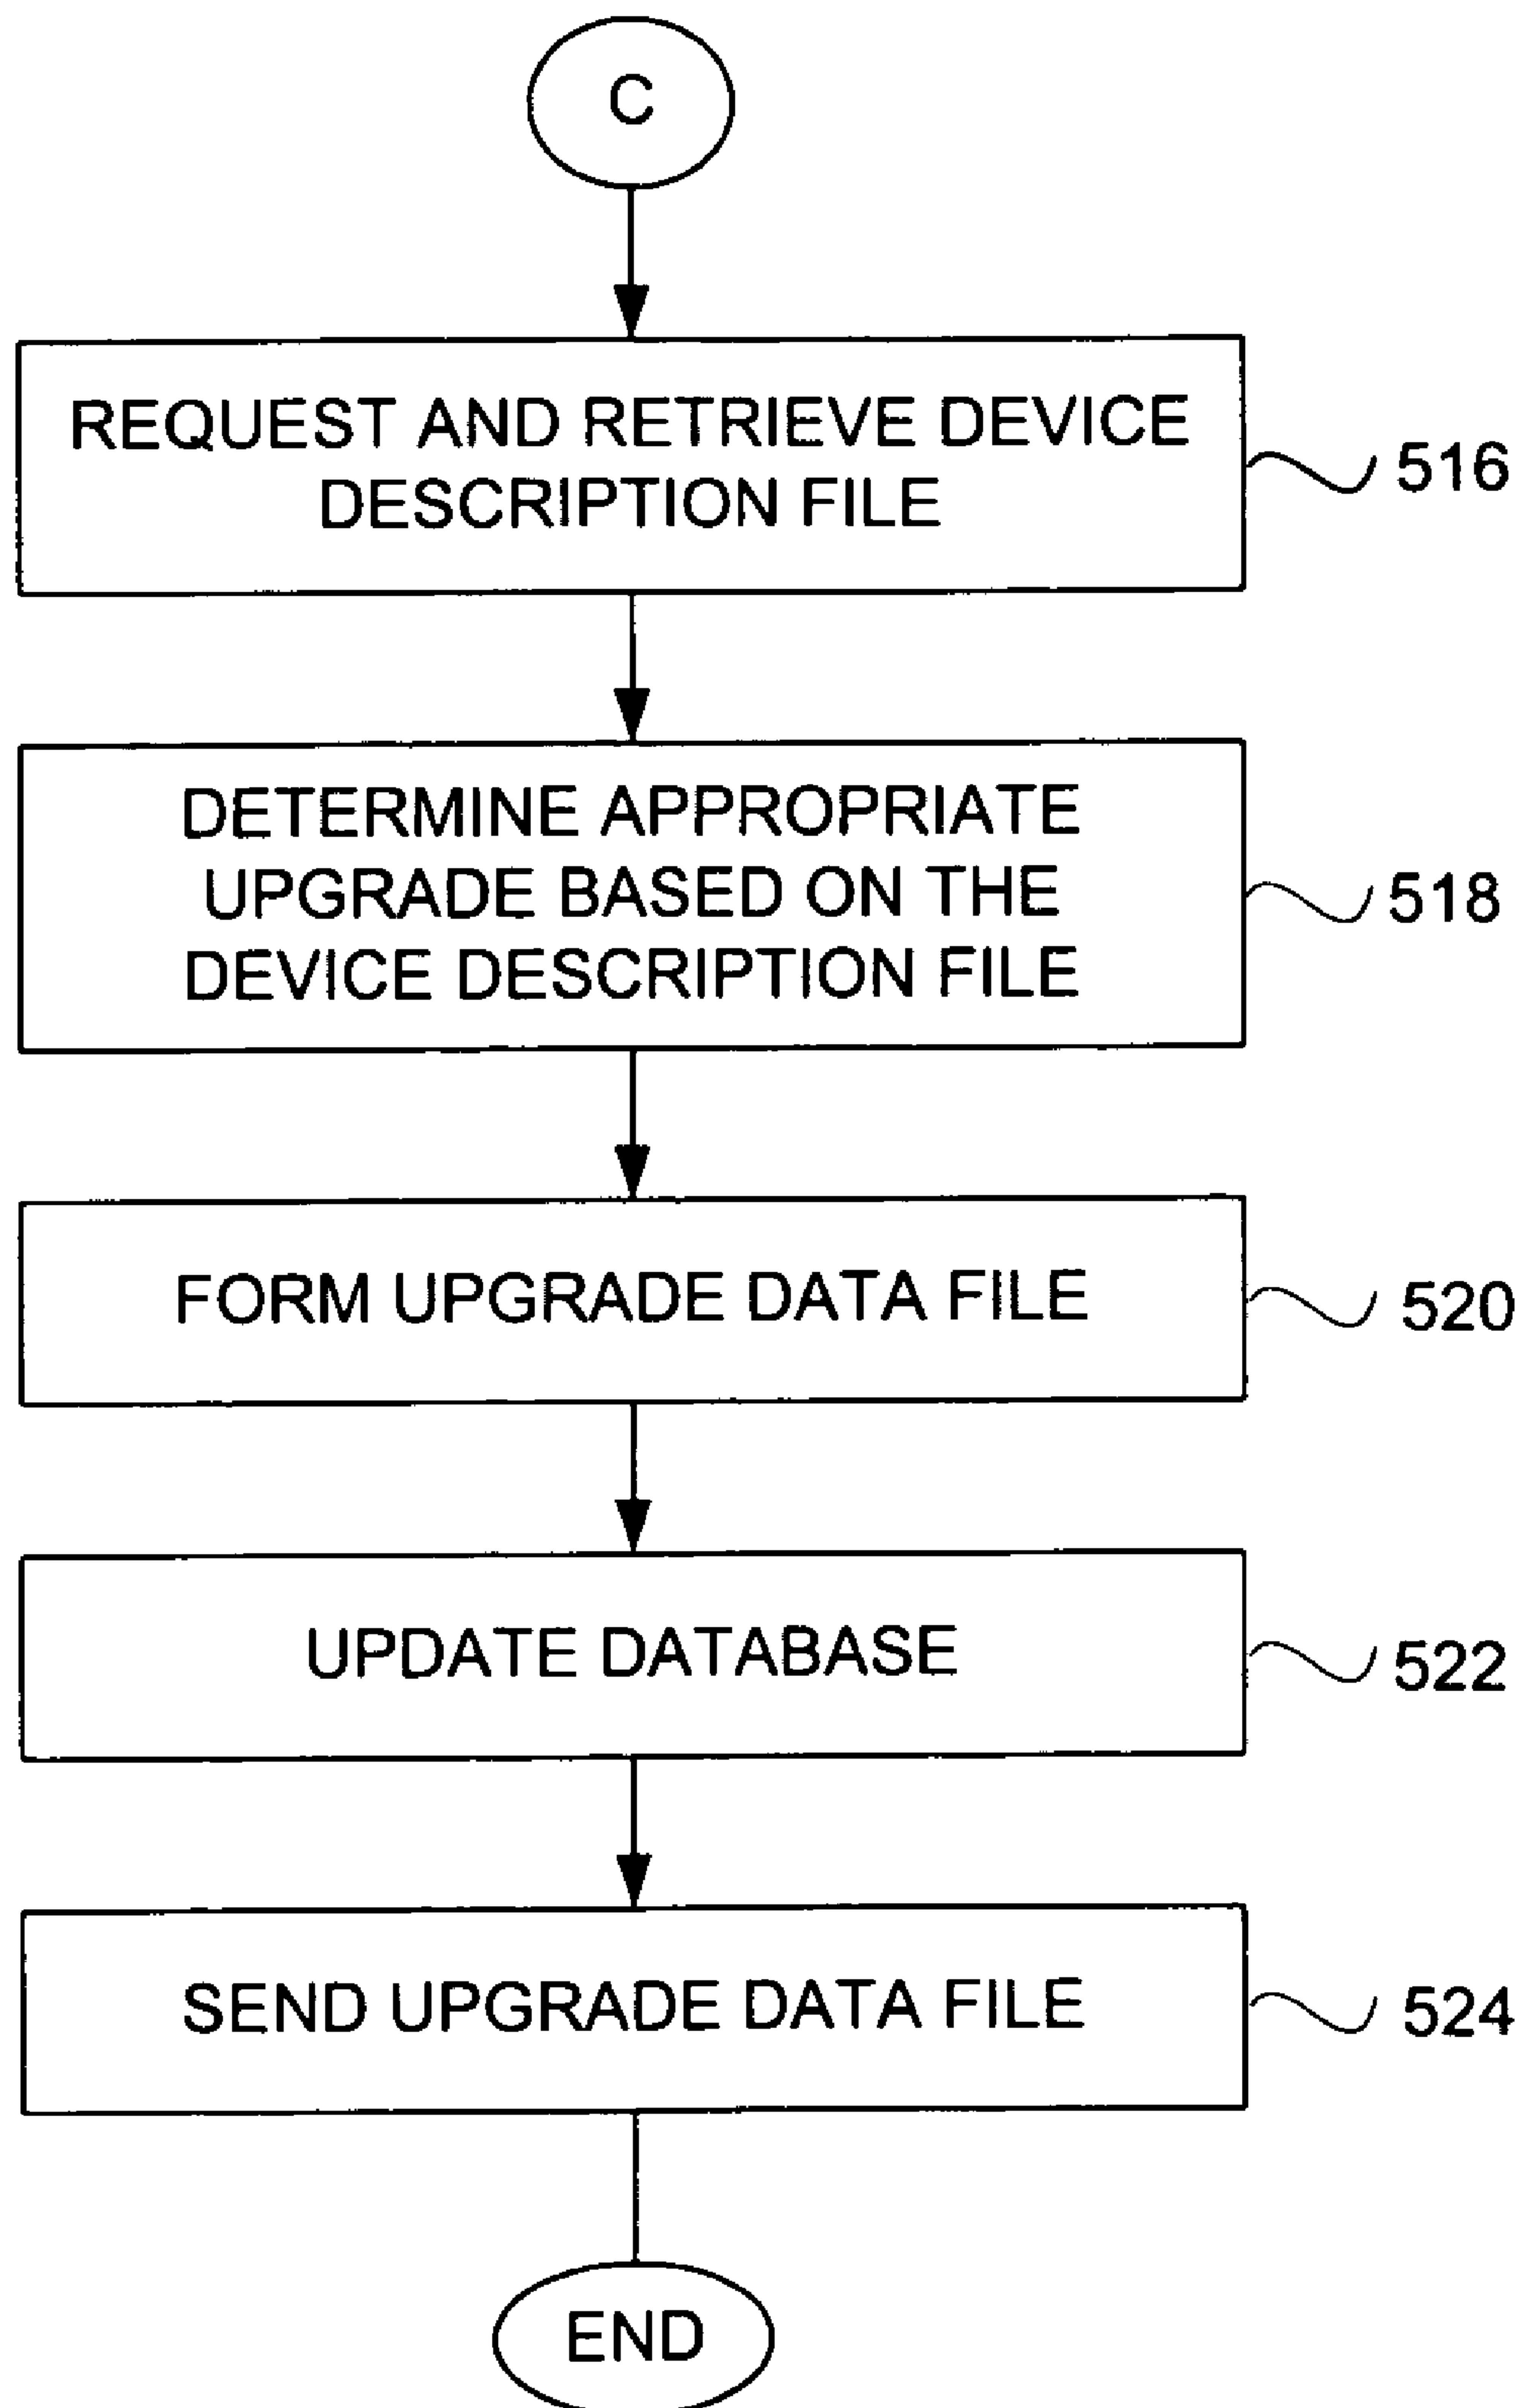 C
REQUEST AND RETRIEVE DEVICE
DESCRIPTION FILE
516
DETERMINE APPROPRIATE
UPGRADE BASED ON THE
DEVICE DESCRIPTION FILE
518
FORM UPGRADE DATA FILE
520
UPDATE DATABASE
522
SEND UPGRADE DATA FILE
524
END